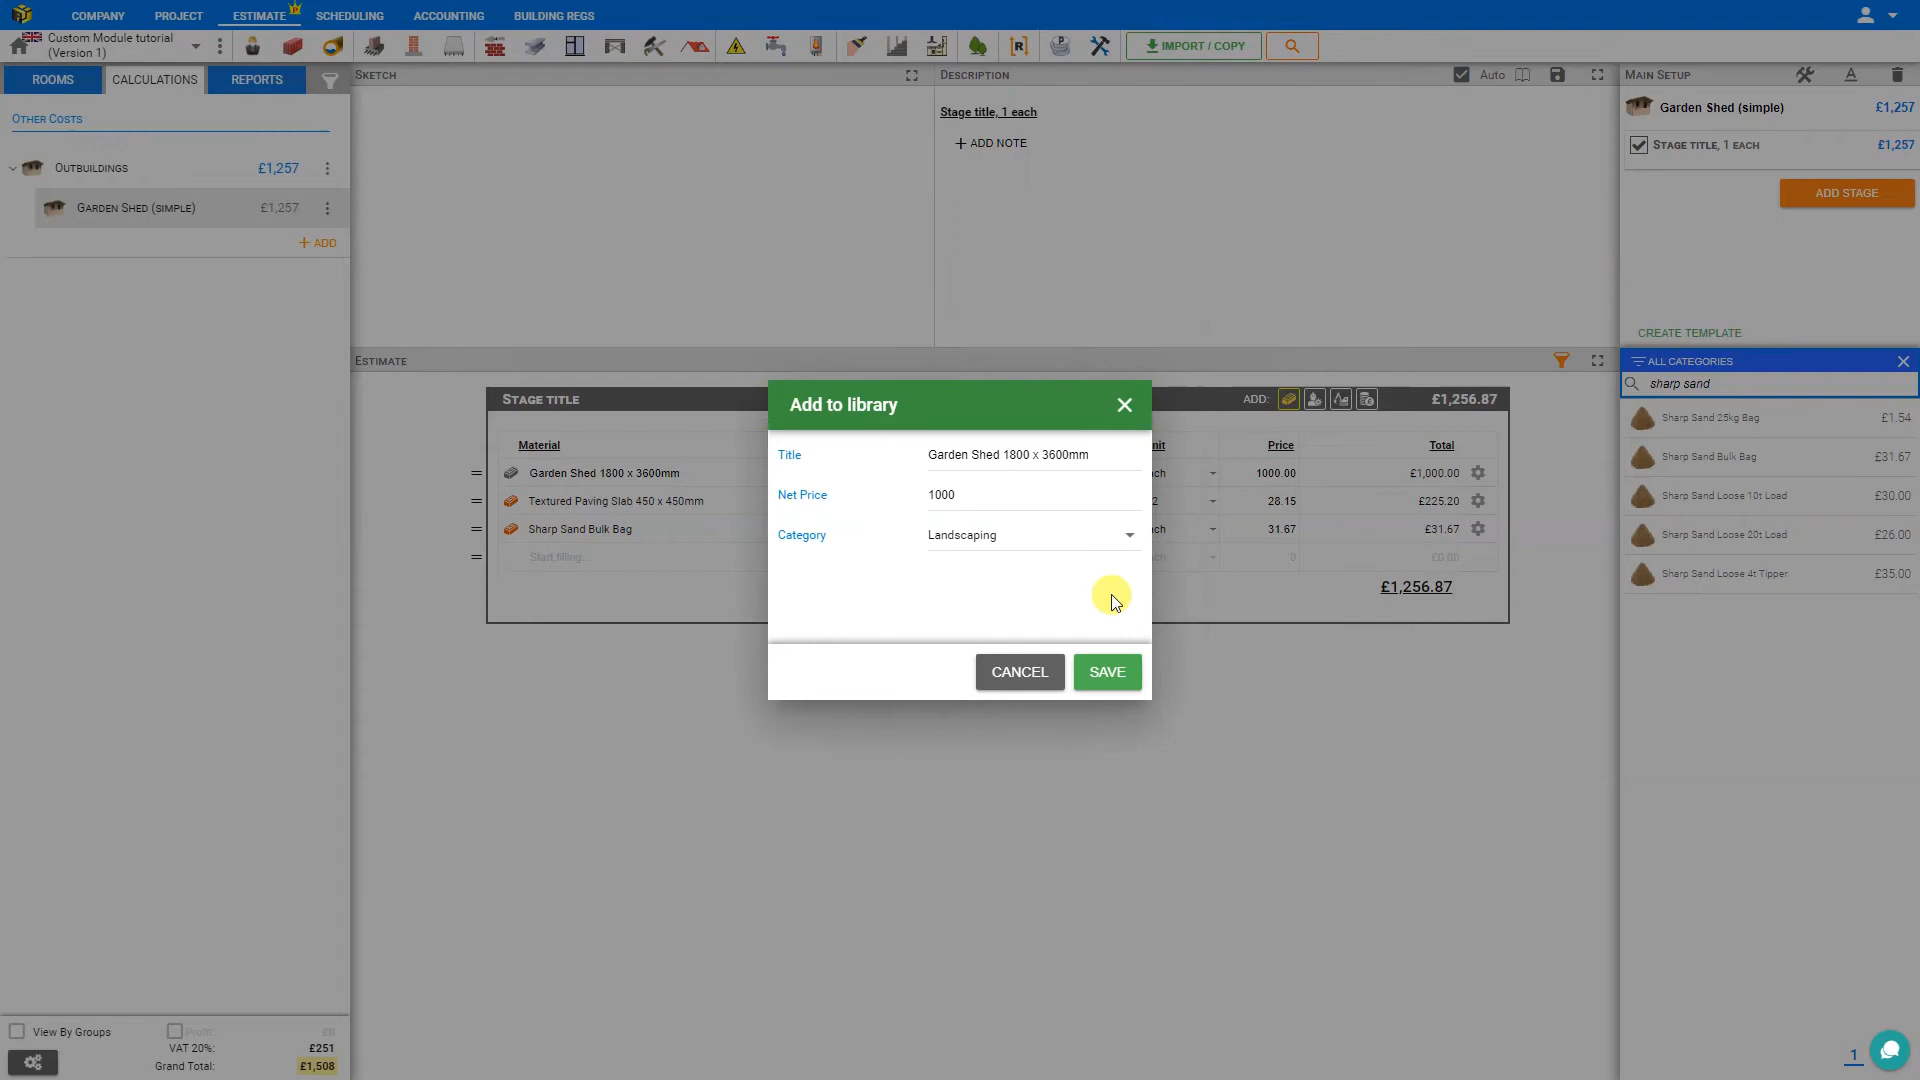 COMPANY PROJECT ESTIMATE SCHEDULING ACCOUNTING BUILDING REGS
Custom Module tutorial
(Version 1)
IMPORT / COPY
ROOMS CALCULATIONS REPORTS
SKETCH
DESCRIPTION
Auto
MAIN SETUP
OTHER COSTS
OUTBUILDINGS £1,257
GARDEN SHED (SIMPLE) £1,257
+ ADD
Stage title, 1 each
+ ADD NOTE
Garden Shed (simple) £1,257
STAGE TITLE, 1 EACH £1,257
ADD STAGE
CREATE TEMPLATE
ALL CATEGORIES
sharp sand
Sharp Sand 25kg Bag £1.54
Sharp Sand Bulk Bag £31.67
Sharp Sand Loose 10t Load £30.00
Sharp Sand Loose 20t Load £26.00
Sharp Sand Loose 4t Tipper £35.00
ESTIMATE
STAGE TITLE ADD: £1,256.87
Material Price Total
= Garden Shed 1800 x 3600mm 1000.00 £1,000.00
= Textured Paving Slab 450 x 450mm 28.15 £225.20
= Sharp Sand Bulk Bag 31.67 £31.67
= Start filling... 0 £0.00
£1,256.87
Add to library
Title Garden Shed 1800 x 3600mm
Net Price 1000
Category Landscaping
CANCEL SAVE
View By Groups Profit: £0
VAT 20%: £251
Grand Total: £1,508
1